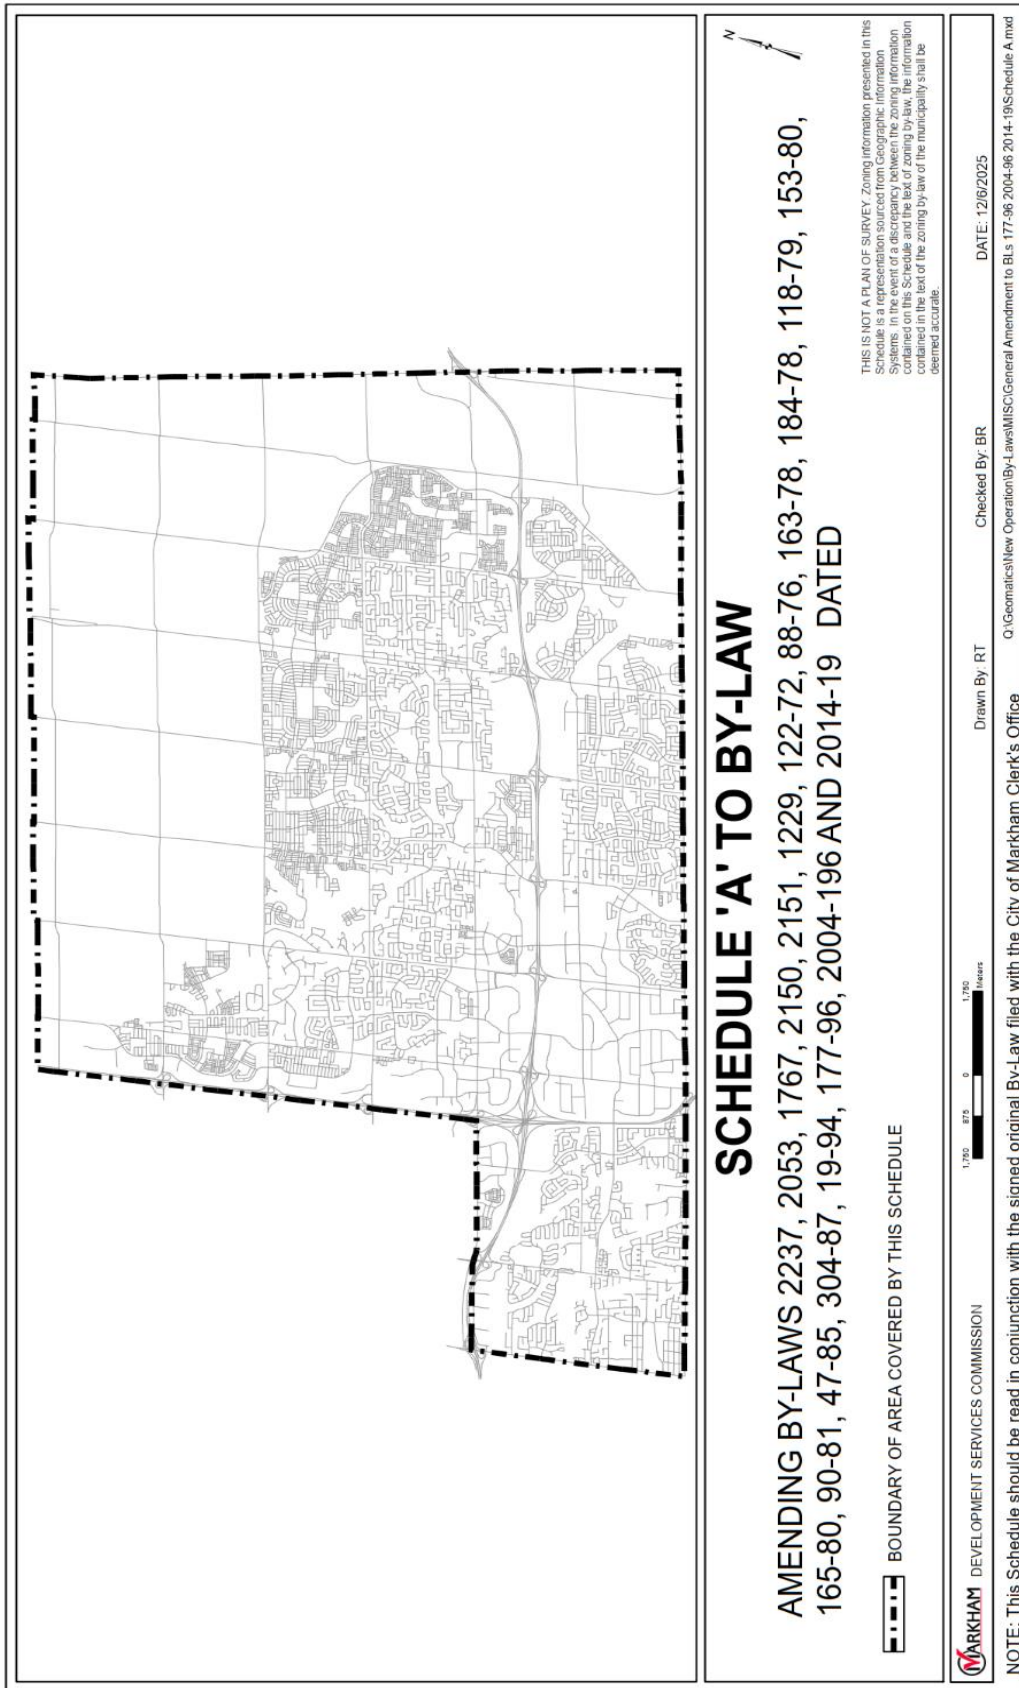 N
SCHEDULE 'A' TO BY-LAW
AMENDING BY-LAWS 2237, 2053, 1767, 2150, 2151, 1229, 122-72, 88-76, 163-78, 184-78, 118-79, 153-80,
165-80, 90-81, 47-85, 304-87, 19-94, 177-96, 2004-196 AND 2014-19 DATED
THIS IS NOT A PLAN OF SURVEY. Zoning information presented in this
Schedule is a representation sourced from Geographic Information
Systems. In the event of a discrepancy between the zoning information
contained on this Schedule and the text of zoning by-law, the information
contained in the text of the zoning by-law of the municipality shall be
deemed accurate.
BOUNDARY OF AREA COVERED BY THIS SCHEDULE
MARKHAM DEVELOPMENT SERVICES COMMISSION
1,750 875 0 1,750
Meters
Drawn By: RT
Checked By: BR
DATE: 12/6/2025
NOTE: This Schedule should be read in conjunction with the signed original By-Law filed with the City of Markham Clerk's Office
Q:\Geomatics\New Operation\By-Laws\MISC\General Amendment to BLs 177-96 2004-96 2014-19\Schedule A.mxd